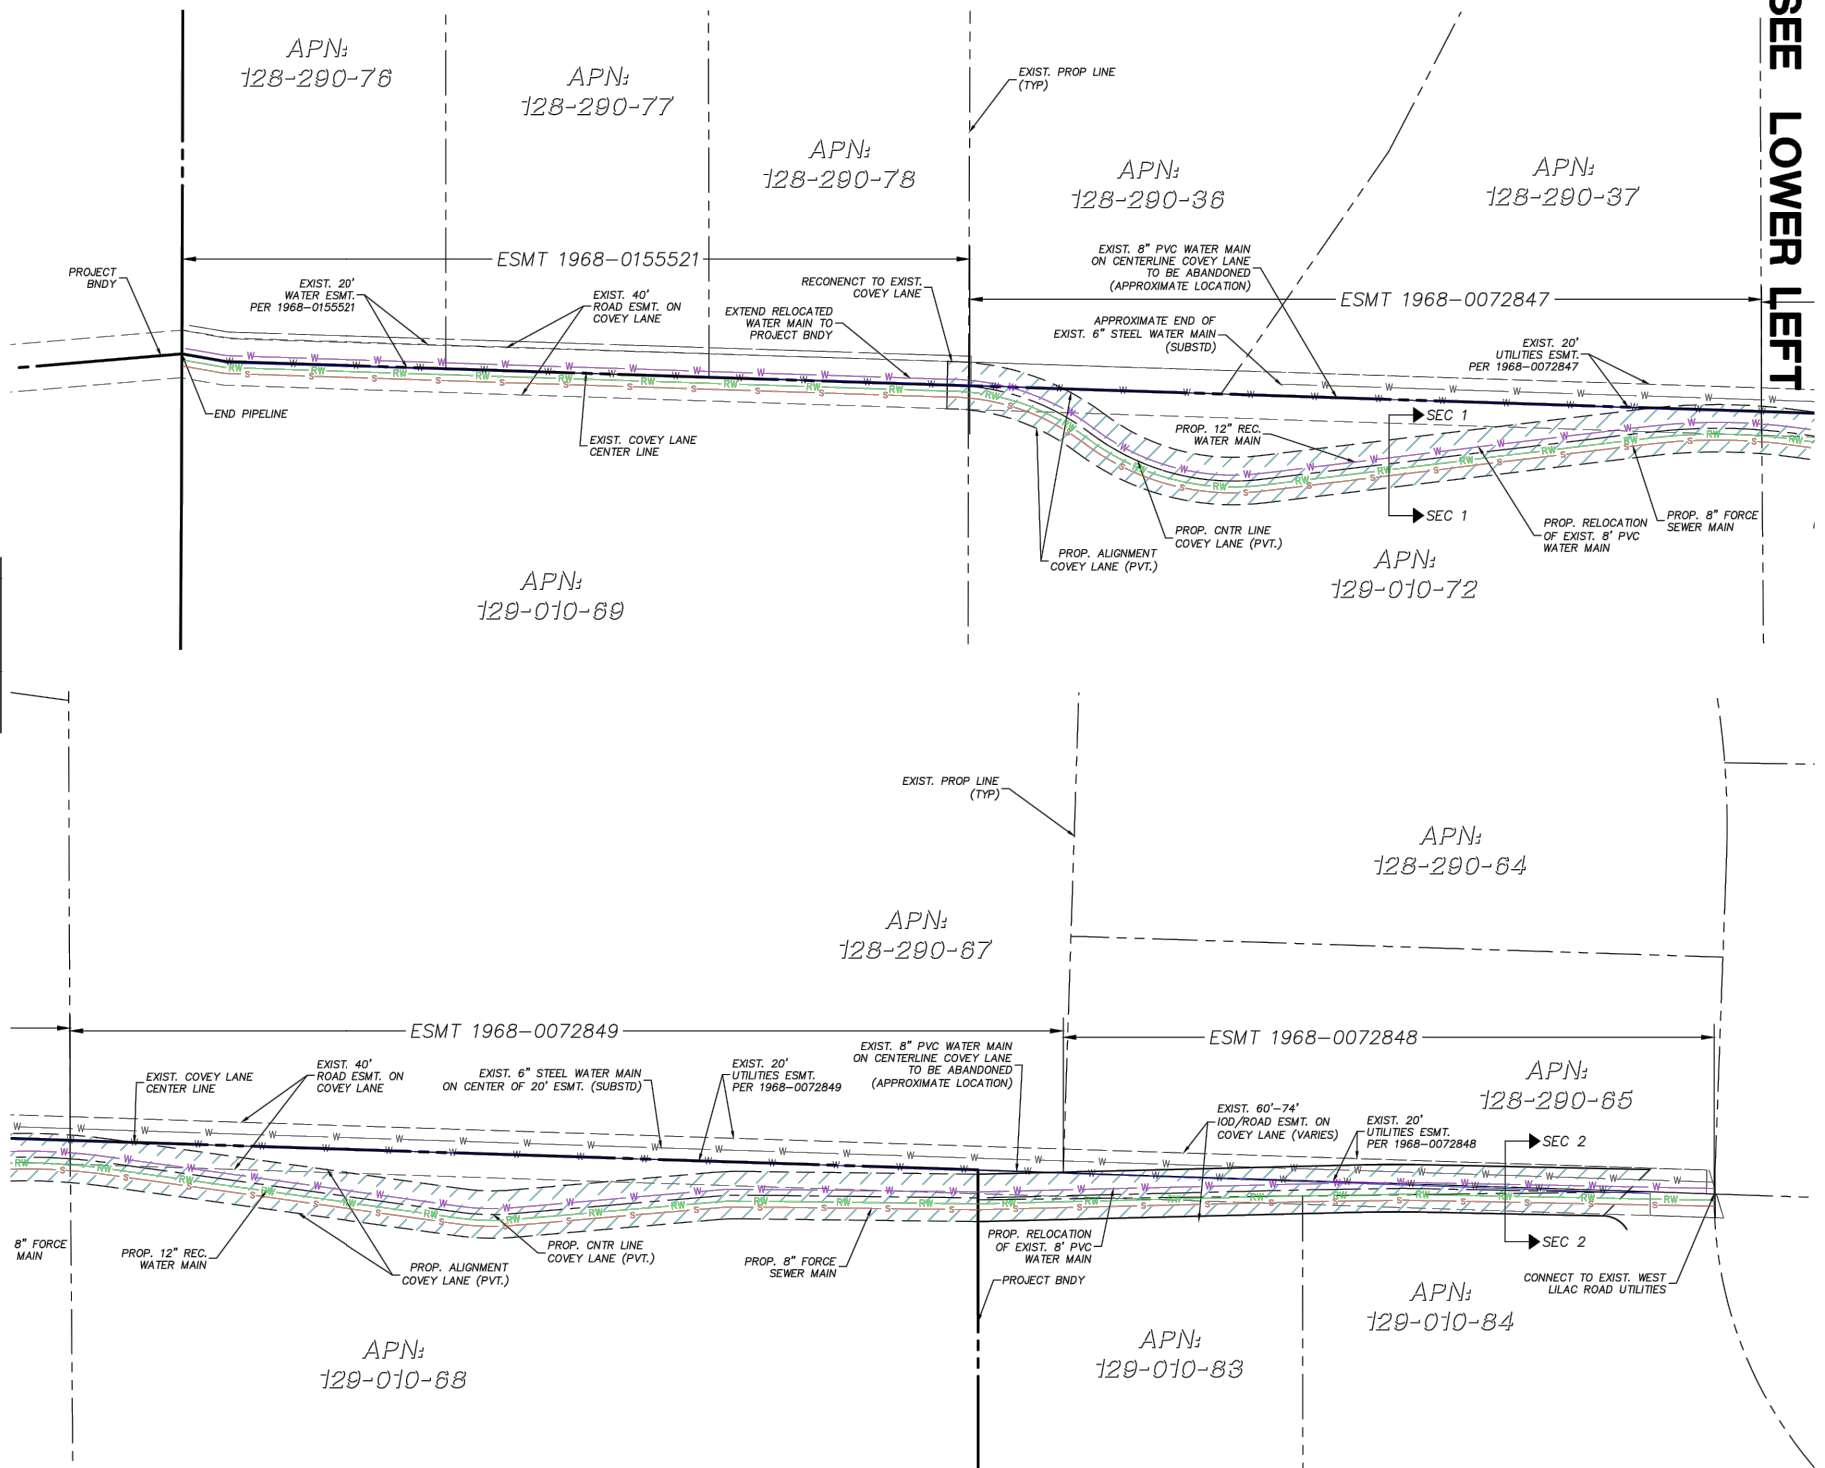 APN:
128-290-76
APN:
128-290-77
APN:
128-290-78
EXIST. PROP LINE
(TYP)
APN:
128-290-36
APN:
128-290-37
SEE LOWER LEFT
ESMT 1968-0155521
PROJECT
BNDY
EXIST. 20'
WATER ESMT.
PER 1968-0155521
EXIST. 40'
ROAD ESMT. ON
COVEY LANE
EXTEND RELOCATED
WATER MAIN TO
PROJECT BNDY
RECONENCT TO EXIST.
COVEY LANE
EXIST. 8" PVC WATER MAIN
ON CENTERLINE COVEY LANE
TO BE ABANDONED
(APPROXIMATE LOCATION)
ESMT 1968-0072847
APPROXIMATE END OF
EXIST. 6" STEEL WATER MAIN
(SUBSTD)
EXIST. 20'
UTILITIES ESMT.
PER 1968-0072847
END PIPELINE
EXIST. COVEY LANE
CENTER LINE
PROP. 12" REC.
WATER MAIN
SEC 1
SEC 1
PROP. ALIGNMENT
COVEY LANE (PVT.)
PROP. CNTR LINE
COVEY LANE (PVT.)
PROP. RELOCATION
OF EXIST. 8' PVC
WATER MAIN
PROP. 8" FORCE
SEWER MAIN
APN:
129-010-69
APN:
129-010-72
EXIST. PROP LINE
(TYP)
APN:
128-290-64
APN:
128-290-67
ESMT 1968-0072849
ESMT 1968-0072848
EXIST. COVEY LANE
CENTER LINE
EXIST. 40'
ROAD ESMT. ON
COVEY LANE
EXIST. 6" STEEL WATER MAIN
ON CENTER OF 20' ESMT. (SUBSTD)
EXIST. 20'
UTILITIES ESMT.
PER 1968-0072849
EXIST. 8" PVC WATER MAIN
ON CENTERLINE COVEY LANE
TO BE ABANDONED
(APPROXIMATE LOCATION)
APN:
128-290-65
EXIST. 60'-74'
IOD/ROAD ESMT. ON
COVEY LANE (VARIES)
EXIST. 20'
UTILITIES ESMT.
PER 1968-0072848
SEC 2
SEC 2
8" FORCE
MAIN
PROP. 12" REC.
WATER MAIN
PROP. ALIGNMENT
COVEY LANE (PVT.)
PROP. CNTR LINE
COVEY LANE (PVT.)
PROP. 8" FORCE
SEWER MAIN
PROP. RELOCATION
OF EXIST. 8' PVC
WATER MAIN
PROJECT BNDY
CONNECT TO EXIST. WEST
LILAC ROAD UTILITIES
APN:
129-010-68
APN:
129-010-83
APN:
129-010-84